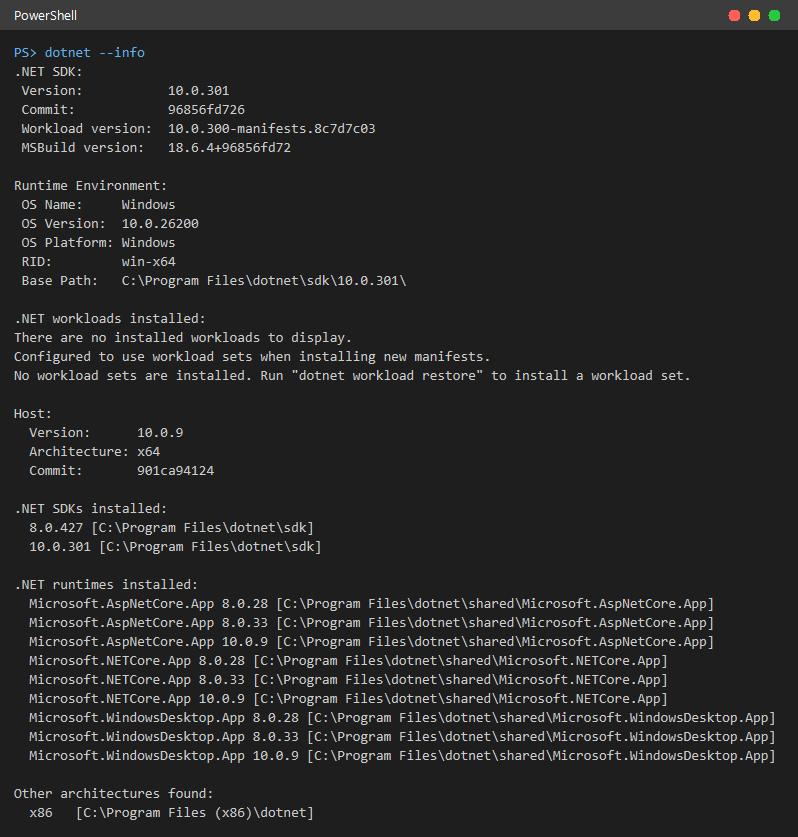 PowerShell
PS> dotnet --info
.NET SDK:
 Version:           10.0.301
 Commit:            96856fd726
 Workload version:  10.0.300-manifests.8c7d7c03
 MSBuild version:   18.6.4+96856fd72

Runtime Environment:
 OS Name:     Windows
 OS Version:  10.0.26200
 OS Platform: Windows
 RID:         win-x64
 Base Path:   C:\Program Files\dotnet\sdk\10.0.301\

.NET workloads installed:
There are no installed workloads to display.
Configured to use workload sets when installing new manifests.
No workload sets are installed. Run "dotnet workload restore" to install a workload set.

Host:
  Version:      10.0.9
  Architecture: x64
  Commit:       901ca94124

.NET SDKs installed:
  8.0.427 [C:\Program Files\dotnet\sdk]
  10.0.301 [C:\Program Files\dotnet\sdk]

.NET runtimes installed:
  Microsoft.AspNetCore.App 8.0.28 [C:\Program Files\dotnet\shared\Microsoft.AspNetCore.App]
  Microsoft.AspNetCore.App 8.0.33 [C:\Program Files\dotnet\shared\Microsoft.AspNetCore.App]
  Microsoft.AspNetCore.App 10.0.9 [C:\Program Files\dotnet\shared\Microsoft.AspNetCore.App]
  Microsoft.NETCore.App 8.0.28 [C:\Program Files\dotnet\shared\Microsoft.NETCore.App]
  Microsoft.NETCore.App 8.0.33 [C:\Program Files\dotnet\shared\Microsoft.NETCore.App]
  Microsoft.NETCore.App 10.0.9 [C:\Program Files\dotnet\shared\Microsoft.NETCore.App]
  Microsoft.WindowsDesktop.App 8.0.28 [C:\Program Files\dotnet\shared\Microsoft.WindowsDesktop.App]
  Microsoft.WindowsDesktop.App 8.0.33 [C:\Program Files\dotnet\shared\Microsoft.WindowsDesktop.App]
  Microsoft.WindowsDesktop.App 10.0.9 [C:\Program Files\dotnet\shared\Microsoft.WindowsDesktop.App]

Other architectures found:
  x86   [C:\Program Files (x86)\dotnet]